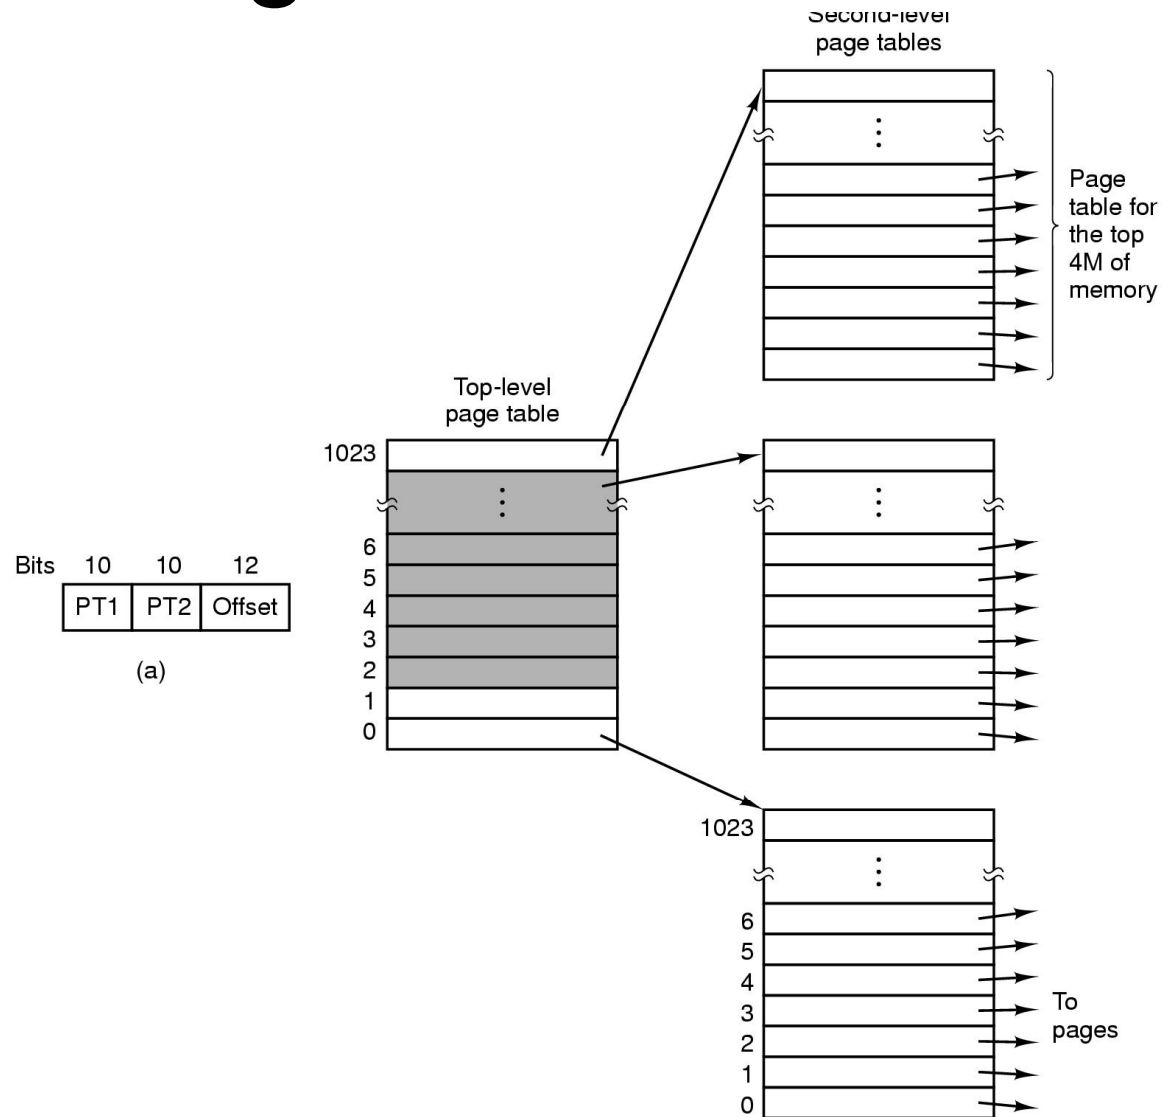 Second-level
page tables
Page
table for
the top
4M of
memory
Top-level
page table
1023
6
5
4
3
2
1
0
Bits 10 10 12
PT1 PT2 Offset
(a)
1023
6
5
4
3
2
1
0
To
pages